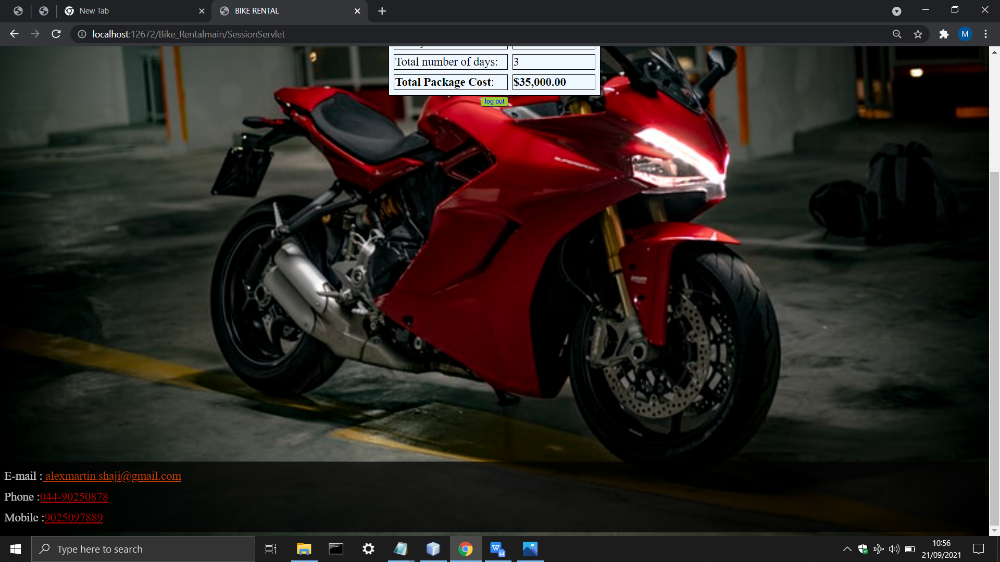 New Tab
BIKE RENTAL
localhost:12672/Bike_Rentalmain/SessionServlet
M
Total number of days: 3
Total Package Cost: $35,000.00
log out
E-mail : alexmartin.shaji@gmail.com
Phone :044-90250878
Mobile :9025097889
Type here to search
10:56
21/09/2021